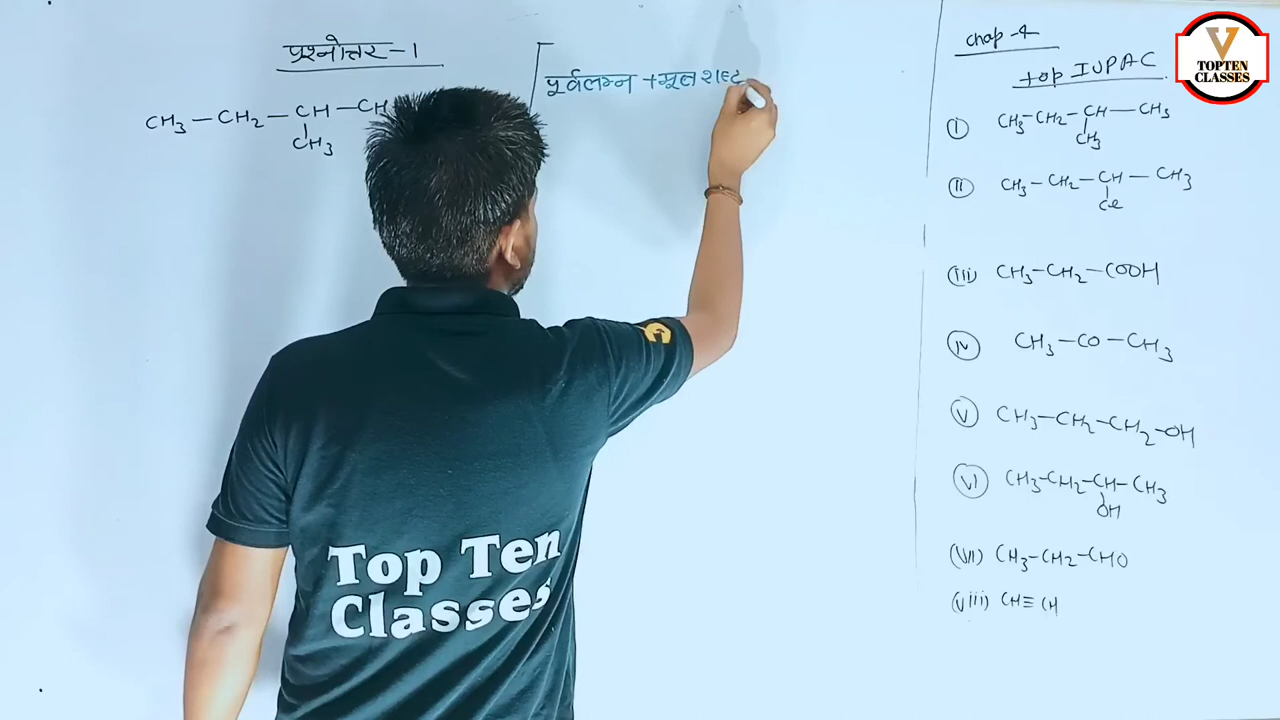 प्रश्नोत्तर-1
CH₃-CH₂-CH-CH
CH₃
पूर्वलग्न + मूल शब्द
Chap-4
top IUPAC
(i) CH₃-CH₂-CH-CH₃
CH₃
(ii) CH₃-CH₂-CH-CH₃
Cl
(iii) CH₃-CH₂-COOH
(iv) CH₃-CO-CH₃
(v) CH₃-CH₂-CH₂-OH
(vi) CH₃-CH₂-CH-CH₃
OH
(vii) CH₃-CH₂-CHO
(viii) CH≡CH
V
TOPTEN
CLASSES
Top Ten
Classes